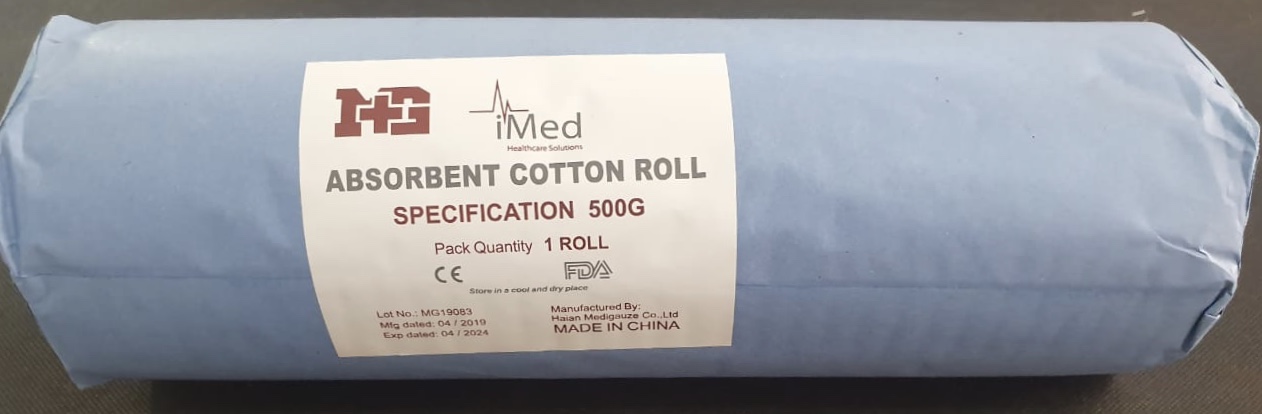 MG
iMed
Healthcare Solutions
ABSORBENT COTTON ROLL
SPECIFICATION 500G
Pack Quantity 1 ROLL
CE FDA
Store in a cool and dry place
Lot No.: MG19083
Mfg dated: 04 / 2019
Exp dated: 04 / 2024
Manufactured By:
Haian Medigauze Co.,Ltd
MADE IN CHINA